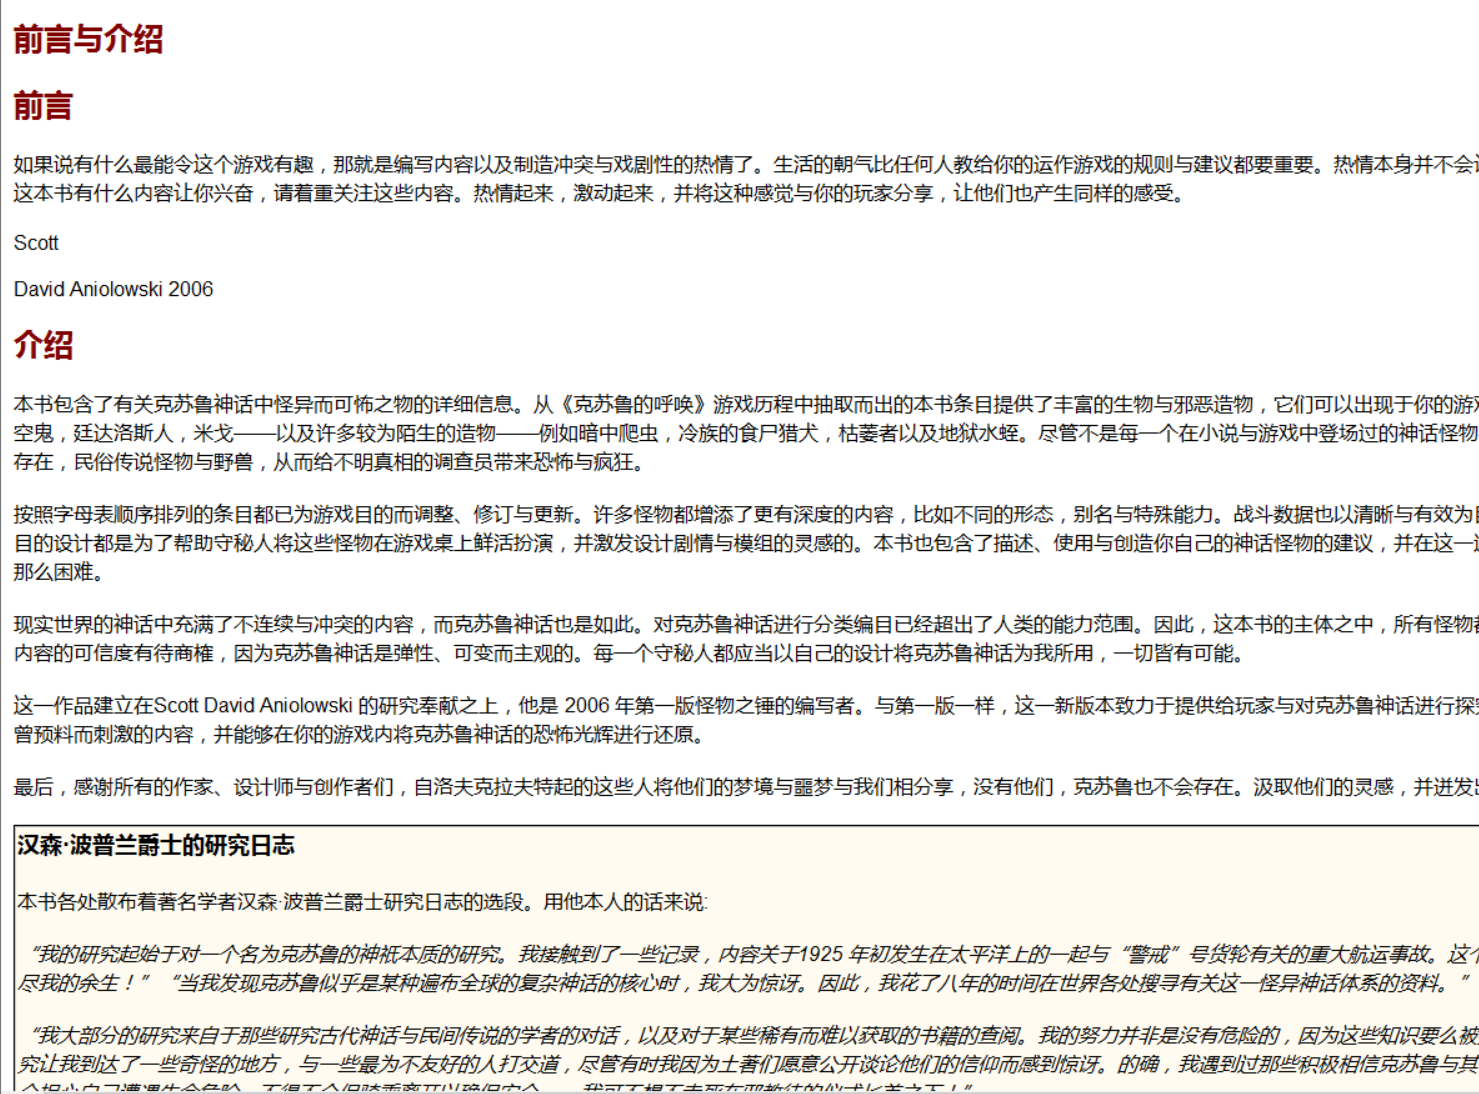 前言与介绍
前言
如果说有什么最能令这个游戏有趣，那就是编写内容以及制造冲突与戏剧性的热情了。生活的朝气比任何人教给你的运作游戏的规则与建议都要重要。热情本身并不会
这本书有什么内容让你兴奋，请着重关注这些内容。热情起来，激动起来，并将这种感觉与你的玩家分享，让他们也产生同样的感受。
Scott
David Aniolowski 2006
介绍
本书包含了有关克苏鲁神话中怪异而可怖之物的详细信息。从《克苏鲁的呼唤》游戏历程中抽取而出的本书条目提供了丰富的生物与邪恶造物，它们可以出现于你的游
空鬼，廷达洛斯人，米戈——以及许多较为陌生的造物——例如暗中爬虫，冷族的食尸猎犬，枯萎者以及地狱水蛭。尽管不是每一个在小说与游戏中登场过的神话怪物
存在，民俗传说怪物与野兽，从而给不明真相的调查员带来恐怖与疯狂。
按照字母表顺序排列的条目都已为游戏目的而调整、修订与更新。许多怪物都增添了更有深度的内容，比如不同的形态，别名与特殊能力。战斗数据也以清晰与有效为
目的设计都是为了帮助守秘人将这些怪物在游戏桌上鲜活扮演，并激发设计剧情与模组的灵感的。本书也包含了描述、使用与创造你自己的神话怪物的建议，并在这一
那么困难。
现实世界的神话中充满了不连续与冲突的内容，而克苏鲁神话也是如此。对克苏鲁神话进行分类编目已经超出了人类的能力范围。因此，这本书的主体之中，所有怪物
内容的可信度有待商榷，因为克苏鲁神话是弹性、可变而主观的。每一个守秘人都应当以自己的设计将克苏鲁神话为我所用，一切皆有可能。
这一作品建立在Scott David Aniolowski 的研究奉献之上，他是 2006 年第一版怪物之锤的编写者。与第一版一样，这一新版本致力于提供给玩家与对克苏鲁神话进行探
曾预料而刺激的内容，并能够在你的游戏内将克苏鲁神话的恐怖光辉进行还原。
最后，感谢所有的作家、设计师与创作者们，自洛夫克拉夫特起的这些人将他们的梦境与噩梦与我们相分享，没有他们，克苏鲁也不会存在。汲取他们的灵感，并迸发
汉森·波普兰爵士的研究日志
本书各处散布着著名学者汉森·波普兰爵士研究日志的选段。用他本人的话来说:
“我的研究起始于对一个名为克苏鲁的神祇本质的研究。我接触到了一些记录，内容关于1925 年初发生在太平洋上的一起与“警戒”号货轮有关的重大航运事故。这
尽我的余生！” “当我发现克苏鲁似乎是某种遍布全球的复杂神话的核心时，我大为惊讶。因此，我花了八年的时间在世界各处搜寻有关这一怪异神话体系的资料。”
“我大部分的研究来自于那些研究古代神话与民间传说的学者的对话，以及对于某些稀有而难以获取的书籍的查阅。我的努力并非是没有危险的，因为这些知识要么被
究让我到达了一些奇怪的地方，与一些最为不友好的人打交道，尽管有时我因为土著们愿意公开谈论他们的信仰而感到惊讶。的确，我遇到过那些积极相信克苏鲁与其